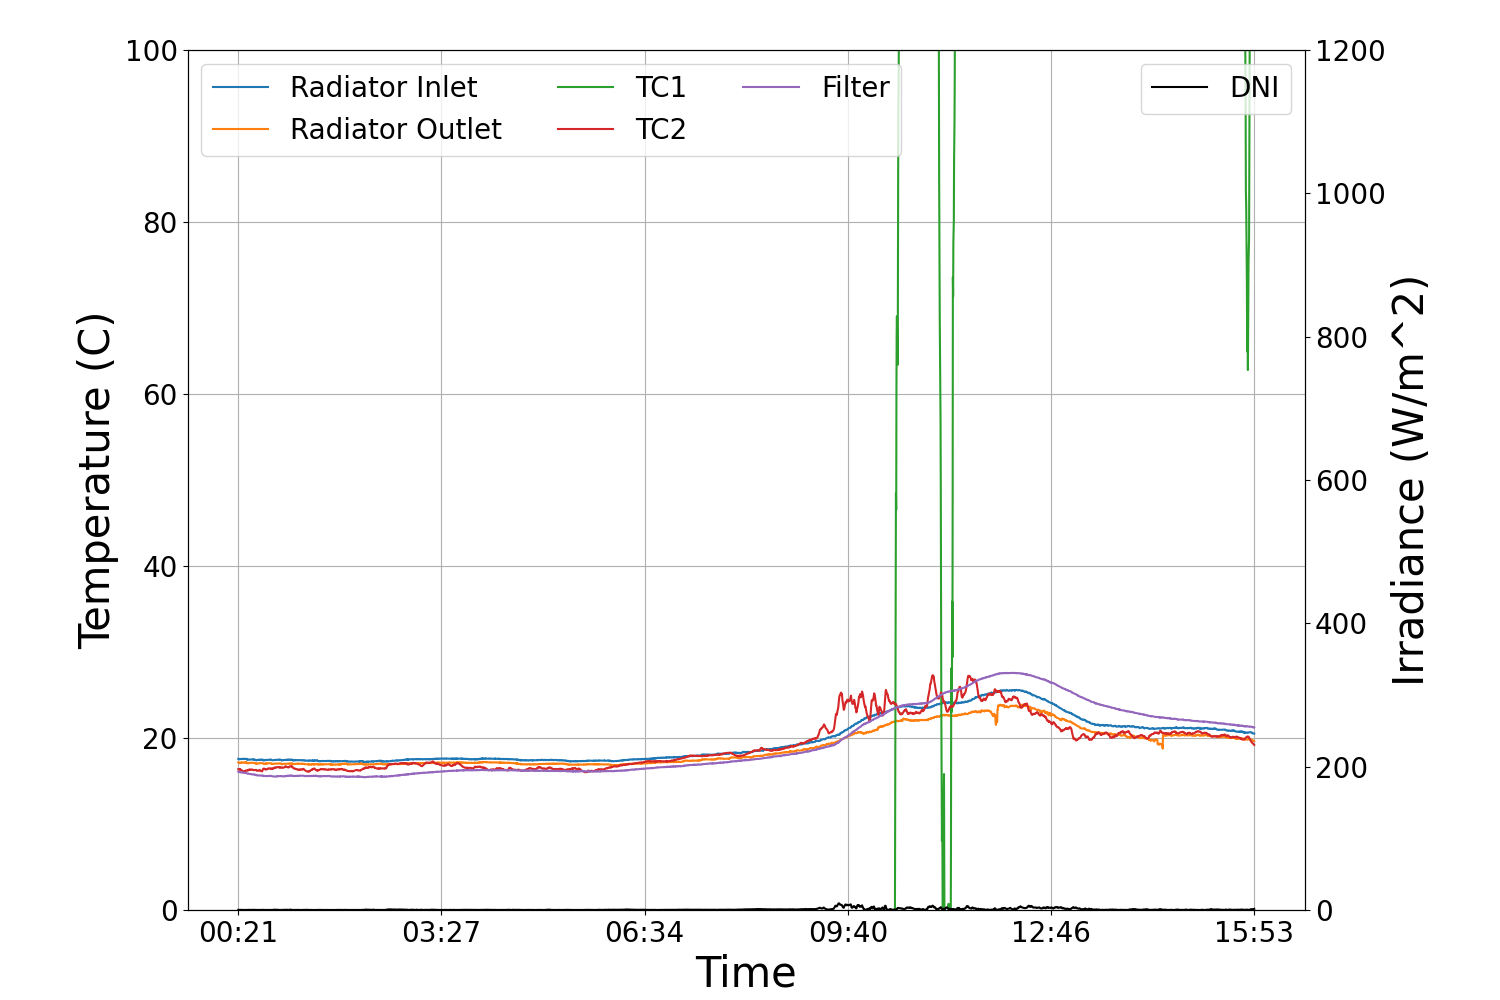 Radiator Inlet
Radiator Outlet
TC1
TC2
Filter
DNI
100
80
60
40
20
0
Temperature (C)
1200
1000
800
600
400
200
0
Irradiance (W/m^2)
00:21 03:27 06:34 09:40 12:46 15:53
Time